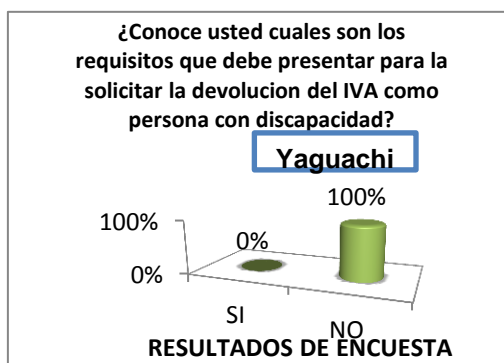 ¿Conoce usted cuales son los
requisitos que debe presentar para la
solicitar la devolucion del IVA como
persona con discapacidad?
Yaguachi
100%
100%
0%
0%
SI
NO
RESULTADOS DE ENCUESTA